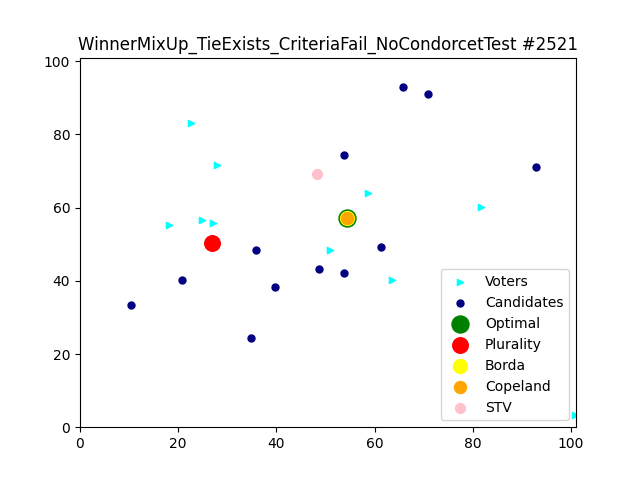 WinnerMixUp_TieExists_CriteriaFail_NoCondorcetTest #2521
100
80
60
40
20
0
0 20 40 60 80 100
Voters
Candidates
Optimal
Plurality
Borda
Copeland
STV